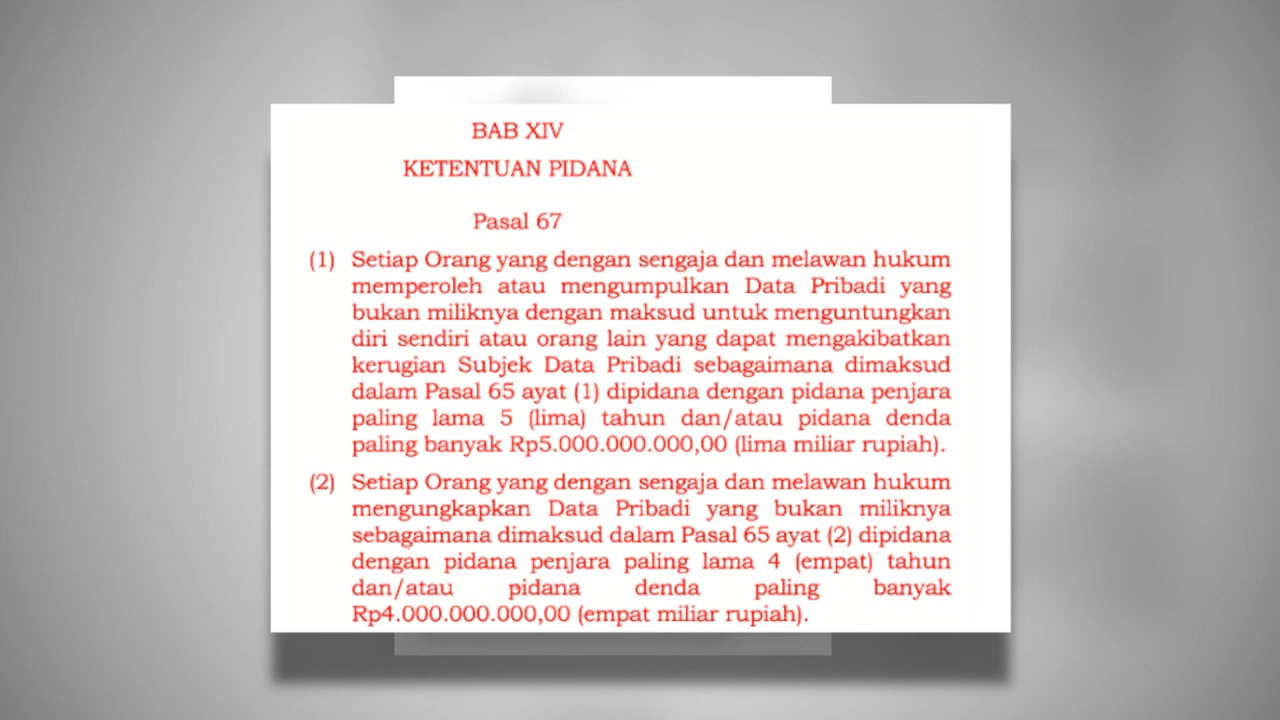 BAB XIV
KETENTUAN PIDANA
Pasal 67
(1) Setiap Orang yang dengan sengaja dan melawan hukum
memperoleh atau mengumpulkan Data Pribadi yang
bukan miliknya dengan maksud untuk menguntungkan
diri sendiri atau orang lain yang dapat mengakibatkan
kerugian Subjek Data Pribadi sebagaimana dimaksud
dalam Pasal 65 ayat (1) dipidana dengan pidana penjara
paling lama 5 (lima) tahun dan/atau pidana denda
paling banyak Rp5.000.000.000,00 (lima miliar rupiah).
(2) Setiap Orang yang dengan sengaja dan melawan hukum
mengungkapkan Data Pribadi yang bukan miliknya
sebagaimana dimaksud dalam Pasal 65 ayat (2) dipidana
dengan pidana penjara paling lama 4 (empat) tahun
dan/atau pidana denda paling banyak
Rp4.000.000.000,00 (empat miliar rupiah).